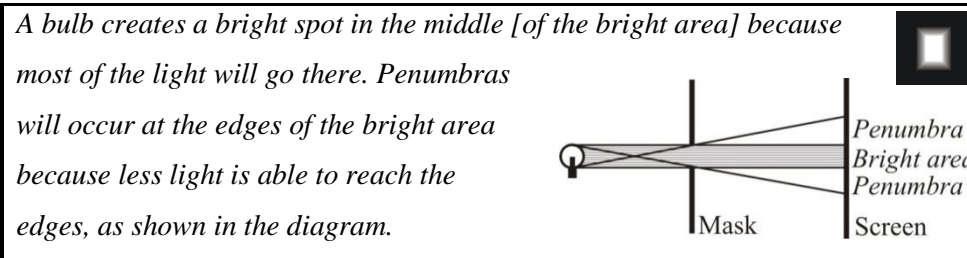 A bulb creates a bright spot in the middle [of the bright area] because
most of the light will go there. Penumbras
will occur at the edges of the bright area
because less light is able to reach the
edges, as shown in the diagram.
Penumbra
Bright area
Penumbra
Mask
Screen